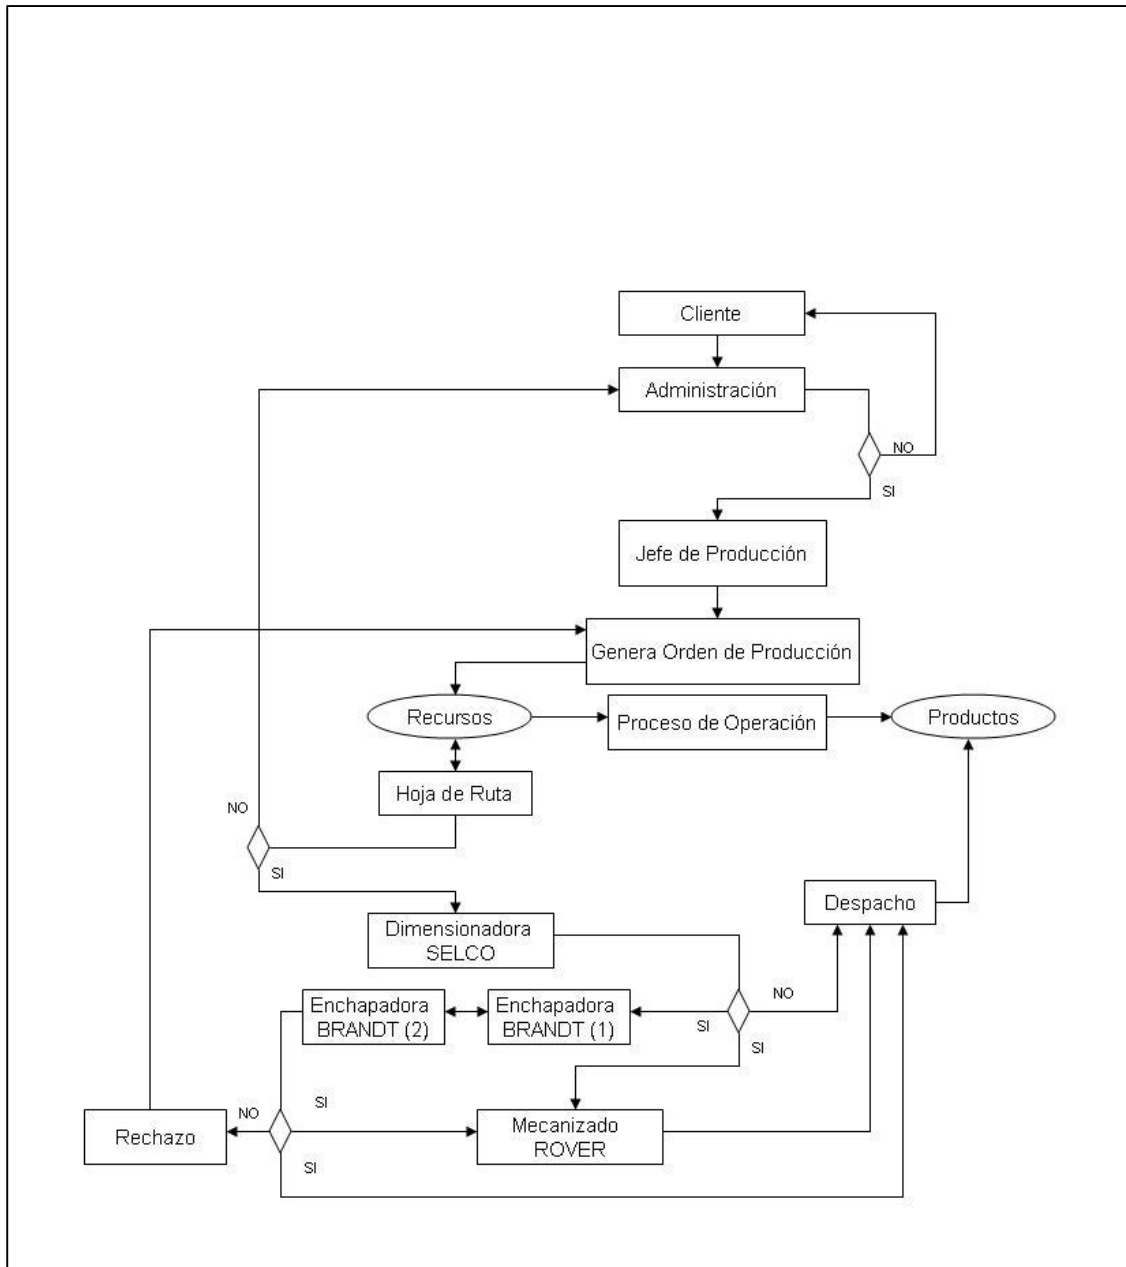 Cliente
Administración
NO
SI
Jefe de Producción
Genera Orden de Producción
Recursos
Proceso de Operación
Productos
Hoja de Ruta
NO
SI
Despacho
Dimensionadora
SELCO
NO
Enchapadora
BRANDT (2)
Enchapadora
BRANDT (1)
SI
SI
SI
NO
Rechazo
Mecanizado
ROVER
SI